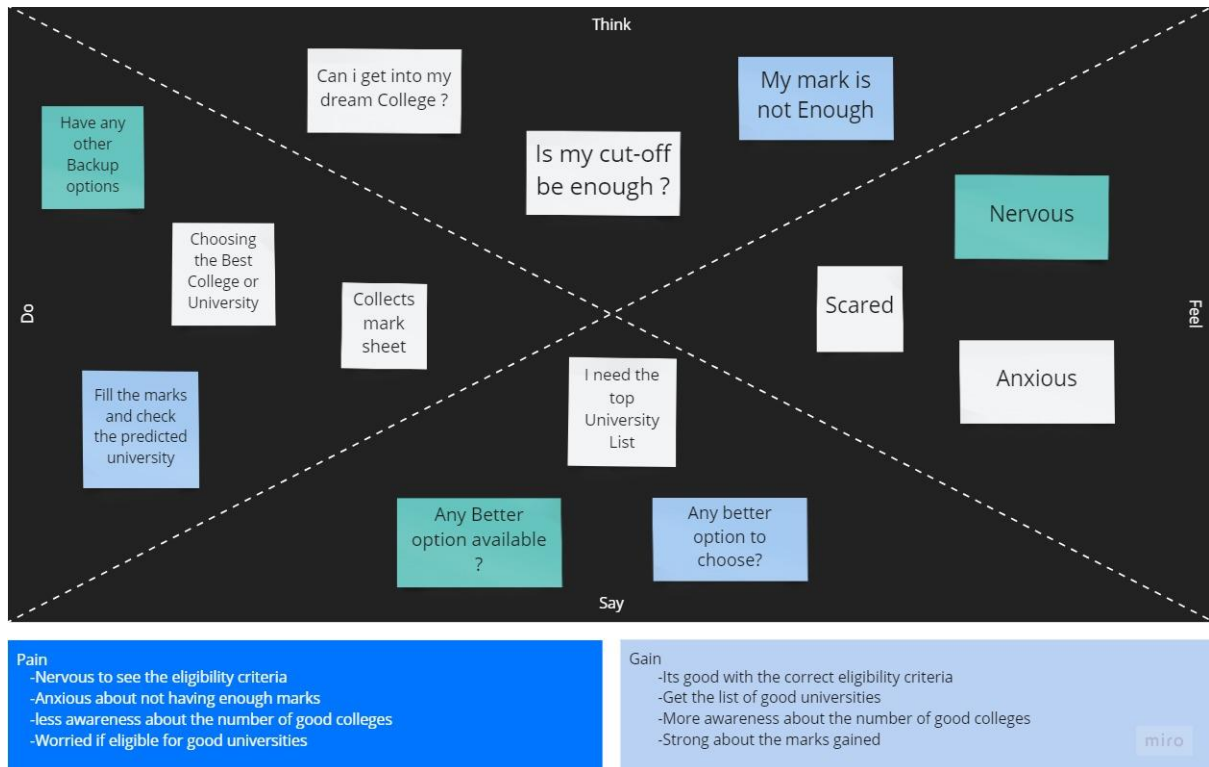 Think
Can i get into my
dream College ?
My mark is
not Enough
Is my cut-off
be enough ?
Have any
other
Backup
options
Choosing
the Best
College or
University
Collects
mark
sheet
Do
Fill the marks
and check
the predicted
university
Nervous
Scared
Anxious
Feel
I need the
top
University
List
Any Better
option available
?
Any better
option to
choose?
Say
Pain
-Nervous to see the eligibility criteria
-Anxious about not having enough marks
-less awareness about the number of good colleges
-Worried if eligible for good universities
Gain
-Its good with the correct eligibility criteria
-Get the list of good universities
-More awareness about the number of good colleges
-Strong about the marks gained
miro